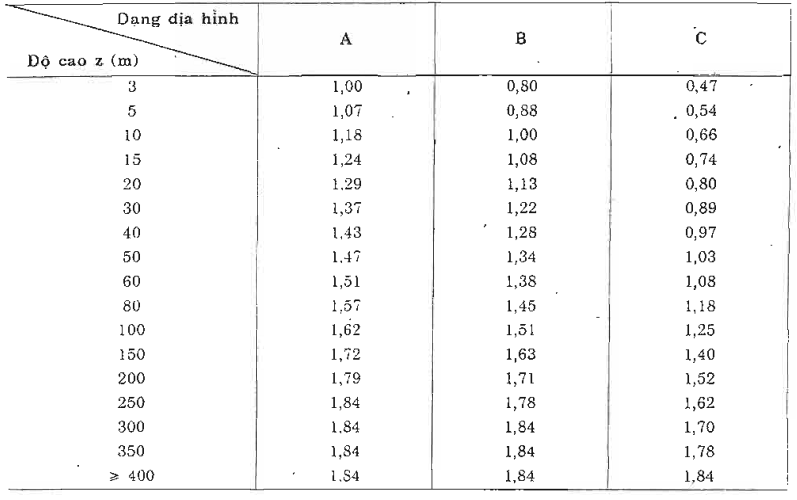 Dạng địa hình
A B C
Độ cao z (m)
3 1,00 0,80 0,47
5 1,07 0,88 0,54
10 1,18 1,00 0,66
15 1,24 1,08 0,74
20 1,29 1,13 0,80
30 1,37 1,22 0,89
40 1,43 1,28 0,97
50 1,47 1,34 1,03
60 1,51 1,38 1,08
80 1,57 1,45 1,18
100 1,62 1,51 1,25
150 1,72 1,63 1,40
200 1,79 1,71 1,52
250 1,84 1,78 1,62
300 1,84 1,84 1,70
350 1,84 1,84 1,78
≥ 400 1,84 1,84 1,84